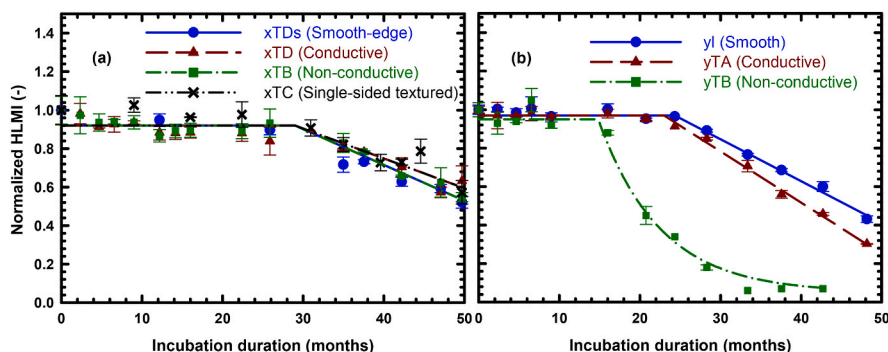 (a)
xTDs (Smooth-edge)
xTD (Conductive)
xTB (Non-conductive)
xTC (Single-sided textured)
Normalized HLMI (-)
1.4
1.2
1.0
0.8
0.6
0.4
0.2
0.0
0 10 20 30 40 50
Incubation duration (months)
(b)
yI (Smooth)
yTA (Conductive)
yTB (Non-conductive)
0 10 20 30 40 50
Incubation duration (months)